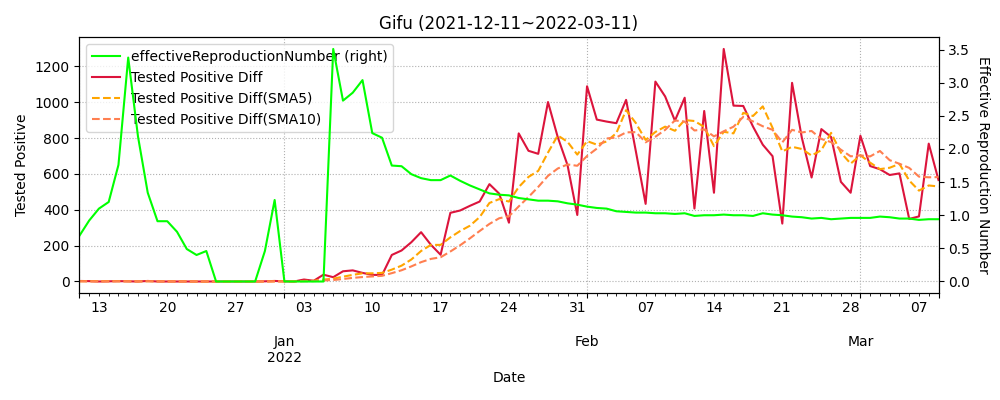 Gifu (2021-12-11~2022-03-11)
effectiveReproductionNumber (right)
Tested Positive Diff
Tested Positive Diff(SMA5)
Tested Positive Diff(SMA10)
Tested Positive
1200
1000
800
600
400
200
0
Effective Reproduction Number
3.5
3.0
2.5
2.0
1.5
1.0
0.5
0.0
13 20 27 03 10 17 24 31 07 14 21 28 07
Jan Feb Mar
2022
Date